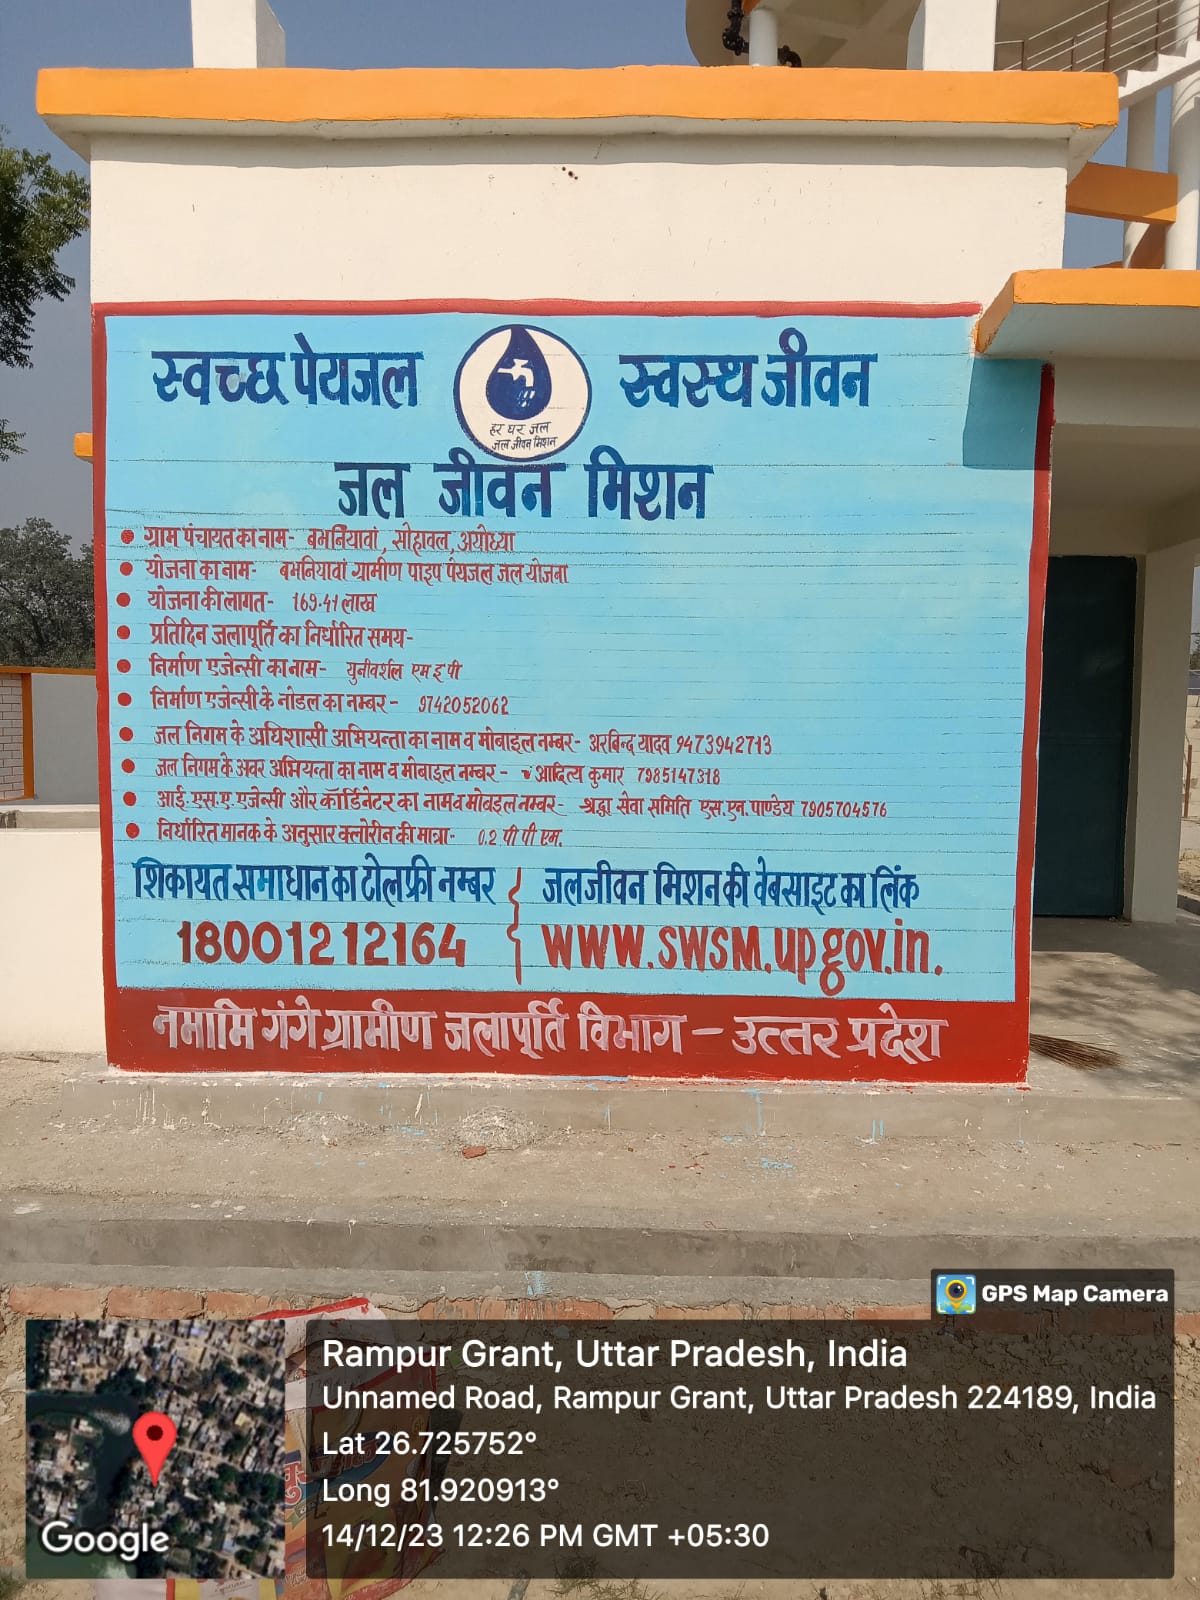 स्वच्छ पेयजल
स्वस्थ जीवन
हर घर जल
जल जीवन मिशन
जल जीवन मिशन
ग्राम पंचायत का नाम- बभनियावां, सोहावल, अयोध्या
योजना का नाम- बभनियावां ग्रामीण पाइप पेयजल जल योजना
योजना की लागत- 169.41 लाख
प्रतिदिन जलापूर्ति का निर्धारित समय-
निर्माण एजेन्सी का नाम- युनीवर्शल एम इ पी
निर्माण एजेन्सी के नोडल का नम्बर- 9742052062
जल निगम के अधिशासी अभियन्ता का नाम व मोबाइल नम्बर- अरबिन्द यादव 9473942713
जल निगम के अवर अभियन्ता का नाम व मोबाइल नम्बर- आदित्य कुमार 7985147318
आई.एस.ए. एजेन्सी और कॉर्डिनेटर का नाम व मोबइल नम्बर- श्रद्धा सेवा समिति एस.एन. पाण्डेय 7905704576
निर्धारित मानक के अनुसार क्लोरीन की मात्रा- 0.2 पी पी एम.
शिकायत समाधान का टोल फ्री नम्बर
18001212164
जल जीवन मिशन की वेबसाइट का लिंक
www.swsm.upgov.in.
नमामि गंगे ग्रामीण जलापूर्ति विभाग - उत्तर प्रदेश
GPS Map Camera
Rampur Grant, Uttar Pradesh, India
Unnamed Road, Rampur Grant, Uttar Pradesh 224189, India
Lat 26.725752°
Long 81.920913°
14/12/23 12:26 PM GMT +05:30
Google